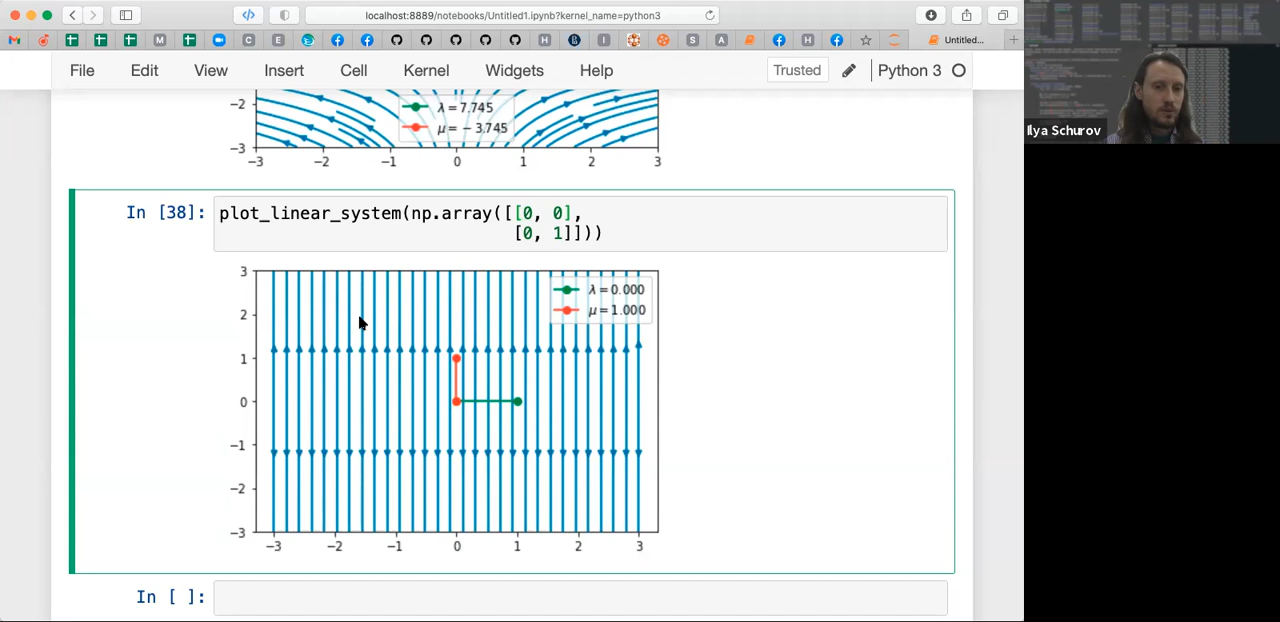 localhost:8889/notebooks/Untitled1.ipynb?kernel_name=python3
M C E H I S A H Untitled...
File Edit View Insert Cell Kernel Widgets Help Trusted Python 3
−2
λ = 7.745
μ = − 3.745
−3
−3 −2 −1 0 1 2 3
In [38]: plot_linear_system(np.array([[0, 0],
[0, 1]]))
3
λ = 0.000
μ = 1.000
2
1
0
−1
−2
−3
−3 −2 −1 0 1 2 3
In [ ]:
Ilya Schurov